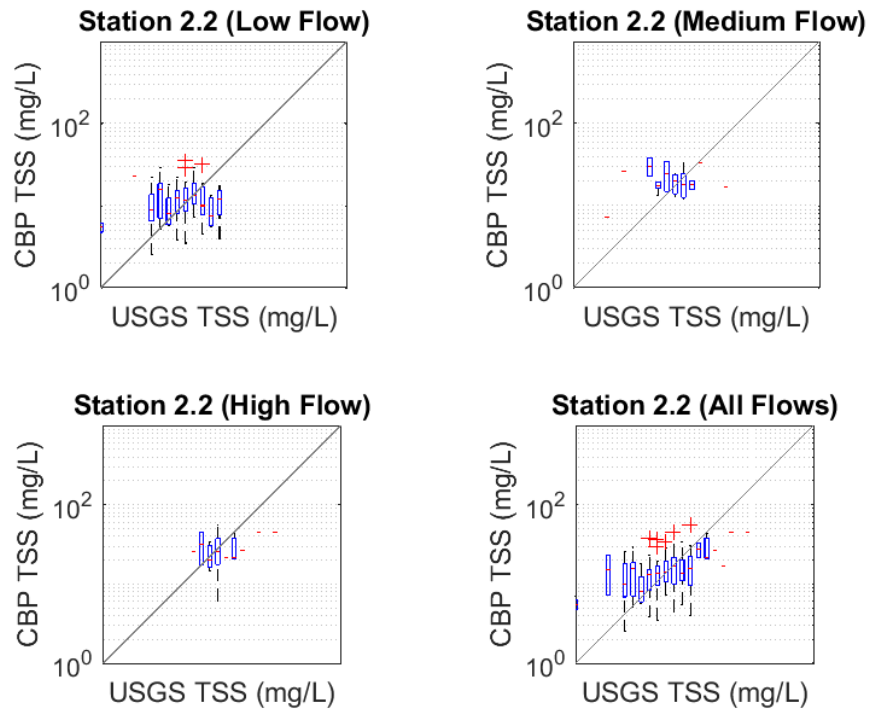 Station 2.2 (Low Flow)
CBP TSS (mg/L)
10^2
10^0
USGS TSS (mg/L)
Station 2.2 (Medium Flow)
CBP TSS (mg/L)
10^2
10^0
USGS TSS (mg/L)
Station 2.2 (High Flow)
CBP TSS (mg/L)
10^2
10^0
USGS TSS (mg/L)
Station 2.2 (All Flows)
CBP TSS (mg/L)
10^2
10^0
USGS TSS (mg/L)